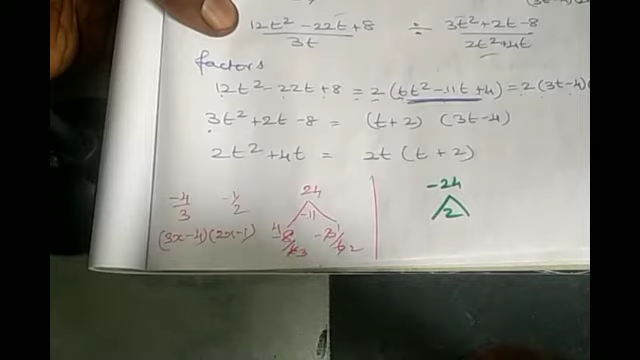 12t² - 22t + 8 ÷ 3t² + 2t - 8
3t 2t² + 4t
factors
12t² - 22t + 8 = 2(6t² - 11t + 4) = 2(3t-4)(
3t² + 2t - 8 = (t+2) (3t-4)
2t² + 4t = 2t (t+2)
-4/3 -1/2 24 -24
-11 2
(3x-4)(2x-1)